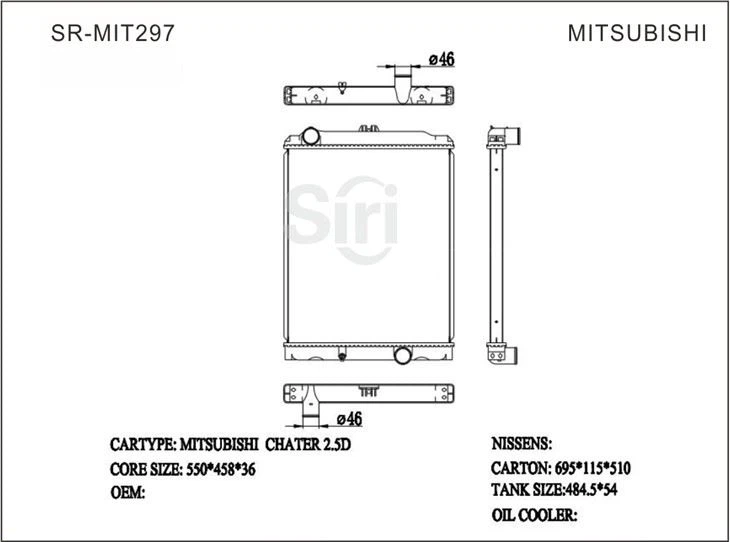 SR-MIT297
MITSUBISHI
ø46
Siri
ø46
CARTYPE: MITSUBISHI CHATER 2.5D
CORE SIZE: 550*458*36
OEM:
NISSENS:
CARTON: 695*115*510
TANK SIZE:484.5*54
OIL COOLER: